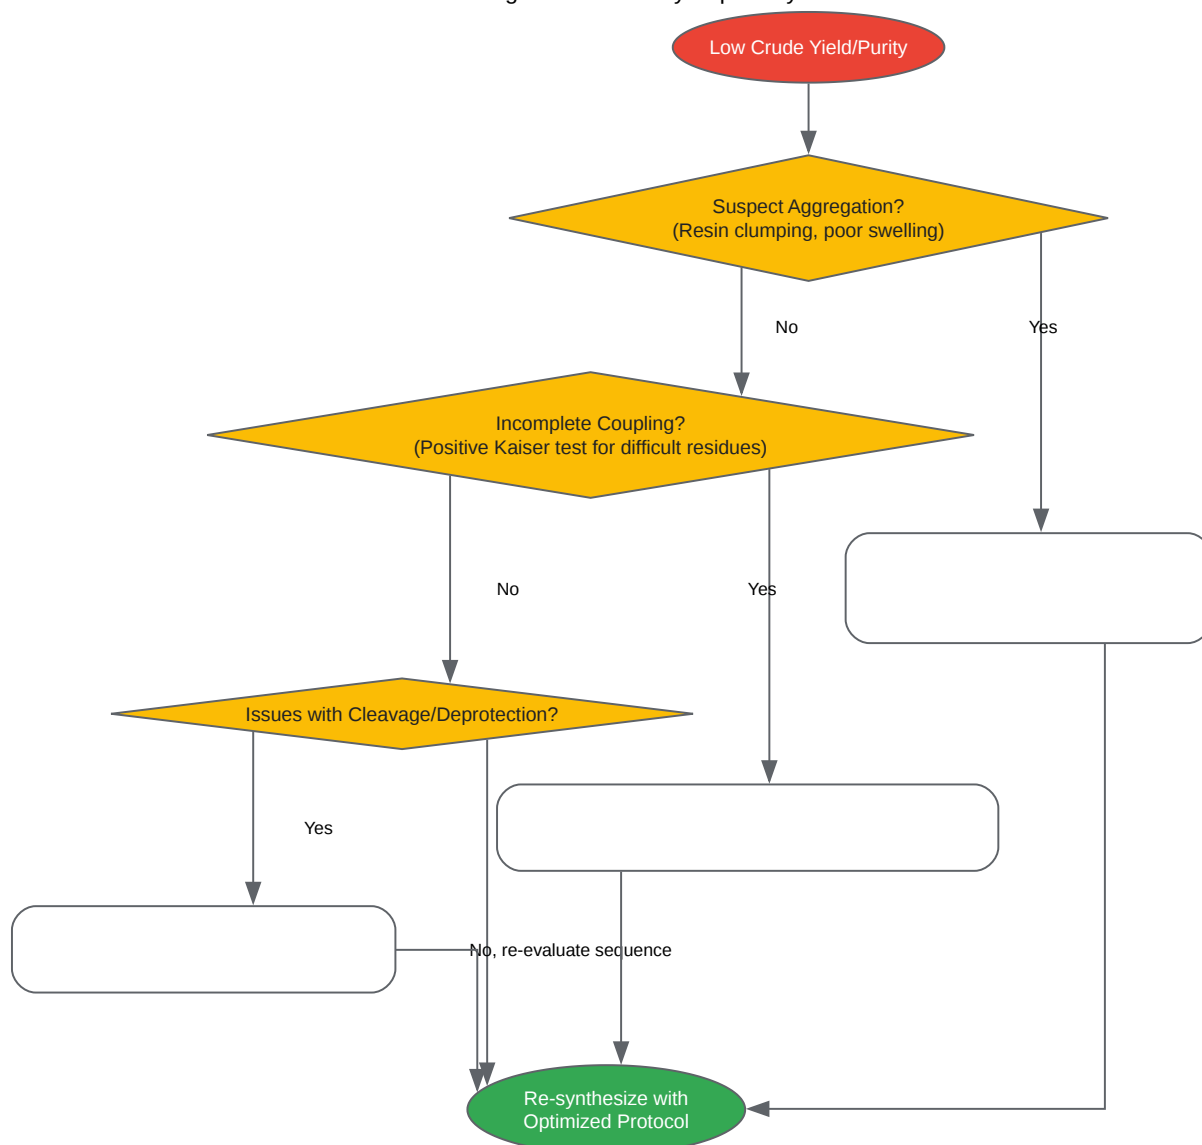 Low Crude Yield/Purity
Suspect Aggregation?
(Resin clumping, poor swelling)
No
Yes
Incomplete Coupling?
(Positive Kaiser test for difficult residues)
No
Yes
Issues with Cleavage/Deprotection?
Yes
No, re-evaluate sequence
Re-synthesize with
Optimized Protocol